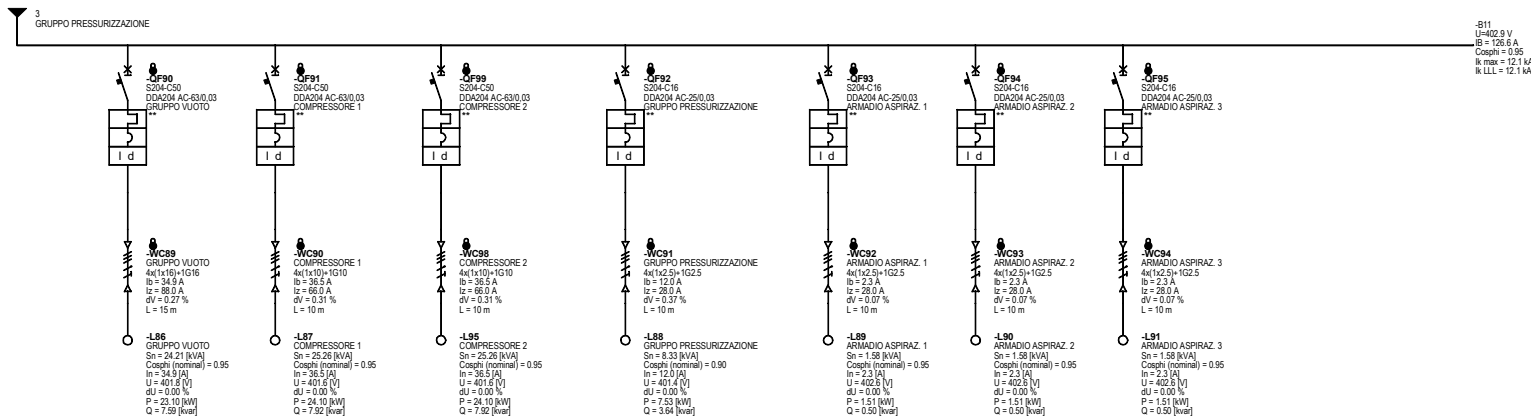 3
GRUPPO PRESSURIZZAZIONE
-B11
U=402.9 V
IB = 126.6 A
Cosphi = 0.95
Ik max = 12.1 kA
Ik LLL = 12.1 kA
-QF90
S204-C50
DDA204 AC-63/0,03
GRUPPO VUOTO
**
I d
-QF91
S204-C50
DDA204 AC-63/0,03
COMPRESSORE 1
**
I d
-QF99
S204-C50
DDA204 AC-63/0,03
COMPRESSORE 2
**
I d
-QF92
S204-C16
DDA204 AC-25/0,03
GRUPPO PRESSURIZZAZIONE
**
I d
-QF93
S204-C16
DDA204 AC-25/0,03
ARMADIO ASPIRAZ. 1
**
I d
-QF94
S204-C16
DDA204 AC-25/0,03
ARMADIO ASPIRAZ. 2
**
I d
-QF95
S204-C16
DDA204 AC-25/0,03
ARMADIO ASPIRAZ. 3
**
I d
-WC89
GRUPPO VUOTO
4x(1x16)+1G16
Ib = 34.9 A
Iz = 88.0 A
dV = 0.27 %
L = 15 m
-WC90
COMPRESSORE 1
4x(1x10)+1G10
Ib = 36.5 A
Iz = 66.0 A
dV = 0.31 %
L = 10 m
-WC98
COMPRESSORE 2
4x(1x10)+1G10
Ib = 36.5 A
Iz = 66.0 A
dV = 0.31 %
L = 10 m
-WC91
GRUPPO PRESSURIZZAZIONE
4x(1x2.5)+1G2.5
Ib = 12.0 A
Iz = 28.0 A
dV = 0.37 %
L = 10 m
-WC92
ARMADIO ASPIRAZ. 1
4x(1x2.5)+1G2.5
Ib = 2.3 A
Iz = 28.0 A
dV = 0.07 %
L = 10 m
-WC93
ARMADIO ASPIRAZ. 2
4x(1x2.5)+1G2.5
Ib = 2.3 A
Iz = 28.0 A
dV = 0.07 %
L = 10 m
-WC94
ARMADIO ASPIRAZ. 3
4x(1x2.5)+1G2.5
Ib = 2.3 A
Iz = 28.0 A
dV = 0.07 %
L = 10 m
-L86
GRUPPO VUOTO
Sn = 24.21 [kVA]
Cosphi (nominal) = 0.95
In = 34.9 [A]
U = 401.8 [V]
dU = 0.00 %
P = 23.10 [kW]
Q = 7.59 [kvar]
-L87
COMPRESSORE 1
Sn = 25.26 [kVA]
Cosphi (nominal) = 0.95
In = 36.5 [A]
U = 401.6 [V]
dU = 0.00 %
P = 24.10 [kW]
Q = 7.92 [kvar]
-L95
COMPRESSORE 2
Sn = 25.26 [kVA]
Cosphi (nominal) = 0.95
In = 36.5 [A]
U = 401.6 [V]
dU = 0.00 %
P = 24.10 [kW]
Q = 7.92 [kvar]
-L88
GRUPPO PRESSURIZZAZIONE
Sn = 8.33 [kVA]
Cosphi (nominal) = 0.90
In = 12.0 [A]
U = 401.4 [V]
dU = 0.00 %
P = 7.53 [kW]
Q = 3.64 [kvar]
-L89
ARMADIO ASPIRAZ. 1
Sn = 1.58 [kVA]
Cosphi (nominal) = 0.95
In = 2.3 [A]
U = 402.6 [V]
dU = 0.00 %
P = 1.51 [kW]
Q = 0.50 [kvar]
-L90
ARMADIO ASPIRAZ. 2
Sn = 1.58 [kVA]
Cosphi (nominal) = 0.95
In = 2.3 [A]
U = 402.6 [V]
dU = 0.00 %
P = 1.51 [kW]
Q = 0.50 [kvar]
-L91
ARMADIO ASPIRAZ. 3
Sn = 1.58 [kVA]
Cosphi (nominal) = 0.95
In = 2.3 [A]
U = 402.6 [V]
dU = 0.00 %
P = 1.51 [kW]
Q = 0.50 [kvar]